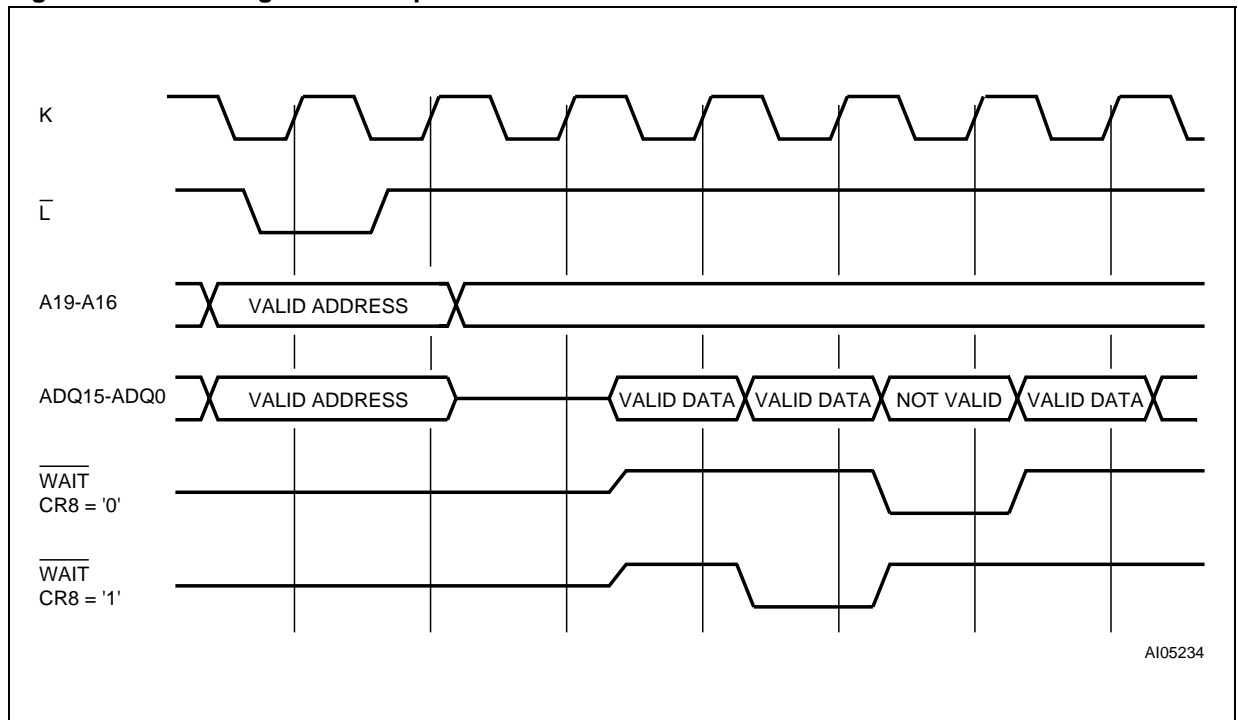 K
L
A19-A16
VALID ADDRESS
ADQ15-ADQ0
VALID ADDRESS
VALID DATA
VALID DATA
NOT VALID
VALID DATA
WAIT
CR8 = '0'
WAIT
CR8 = '1'
AI05234